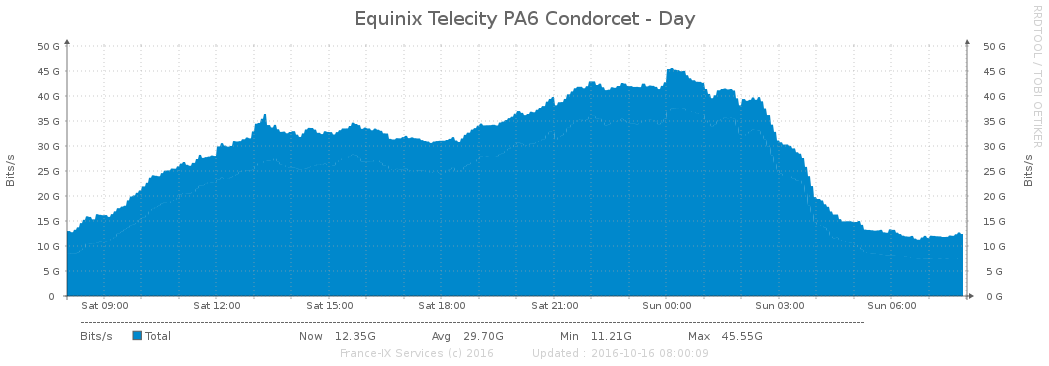 Equinix Telecity PA6 Condorcet - Day
RRDTOOL / TOBI OETIKER
Bits/s
50 G 50 G
45 G 45 G
40 G 40 G
35 G 35 G
30 G 30 G
25 G 25 G
20 G 20 G
15 G 15 G
10 G 10 G
5 G 5 G
0 0 G
Bits/s
Sat 09:00 Sat 12:00 Sat 15:00 Sat 18:00 Sat 21:00 Sun 00:00 Sun 03:00 Sun 06:00
Bits/s Total Now 12.35G Avg 29.70G Min 11.21G Max 45.55G
France-IX Services (c) 2016 Updated : 2016-10-16 08:00:09